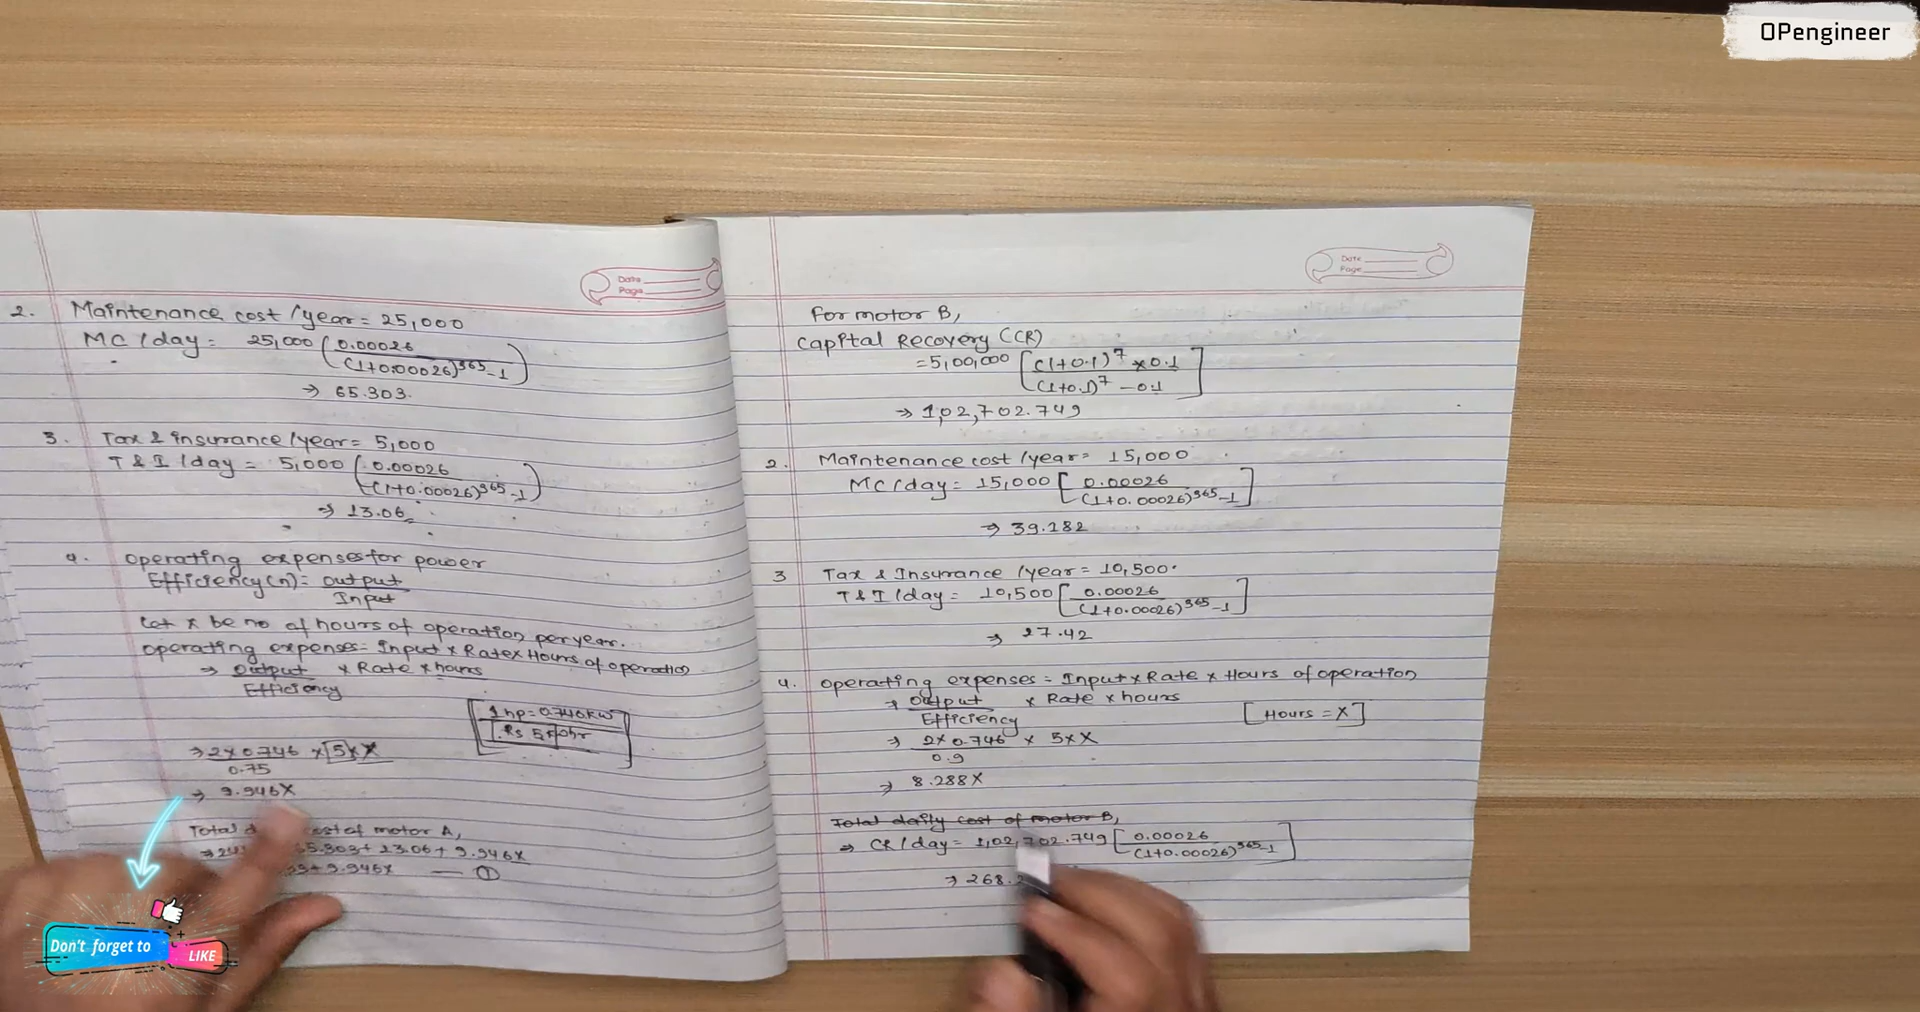 OPengineer
Date
Page
2. Maintenance cost /year = 25,000
MC / day = 25,000 ( 0.00026
(1+0.00026)^365 -1 )
⇒ 65.303.
3. Tax & insurance /year = 5,000
T & I / day = 5,000 ( 0.00026
(1+0.00026)^365 -1 )
⇒ 13.06
4. Operating expenses for power
Efficiency (n) = output
Input
Let x be no of hours of operation per year.
Operating expenses = Input x Rate x Hours of operation
⇒ Output x Rate x hours
Efficiency
1 hp = 0.746 kW
Rs 5
⇒ 2 x 0.746 x 5 x X
0.75
⇒ 9.946X
Total cost of motor A,
+ 13.06 + 9.946X
+ 9.946X — ①
Don't forget to
LIKE
Date
Page
For motor B,
Capital Recovery (CR)
= 5,00,000 [ (1+0.1)^7 x 0.1
(1+0.1)^7 - 0.1 ]
⇒ 1,02,702.749
2. Maintenance cost /year = 15,000
MC / day = 15,000 [ 0.00026
(1+0.00026)^365 -1 ]
⇒ 39.182
3 Tax & Insurance /year = 10,500
T & I / day = 10,500 [ 0.00026
(1+0.00026)^365 -1 ]
⇒ 27.42
4. Operating expenses = Input x Rate x Hours of operation
⇒ Output x Rate x hours
Efficiency
[Hours = X]
⇒ 2 x 0.746 x 5 x X
0.9
⇒ 8.288X
Total daily cost of motor B,
⇒ CR / day = 1,02,702.749 [ 0.00026
(1+0.00026)^365 -1 ]
⇒ 268.